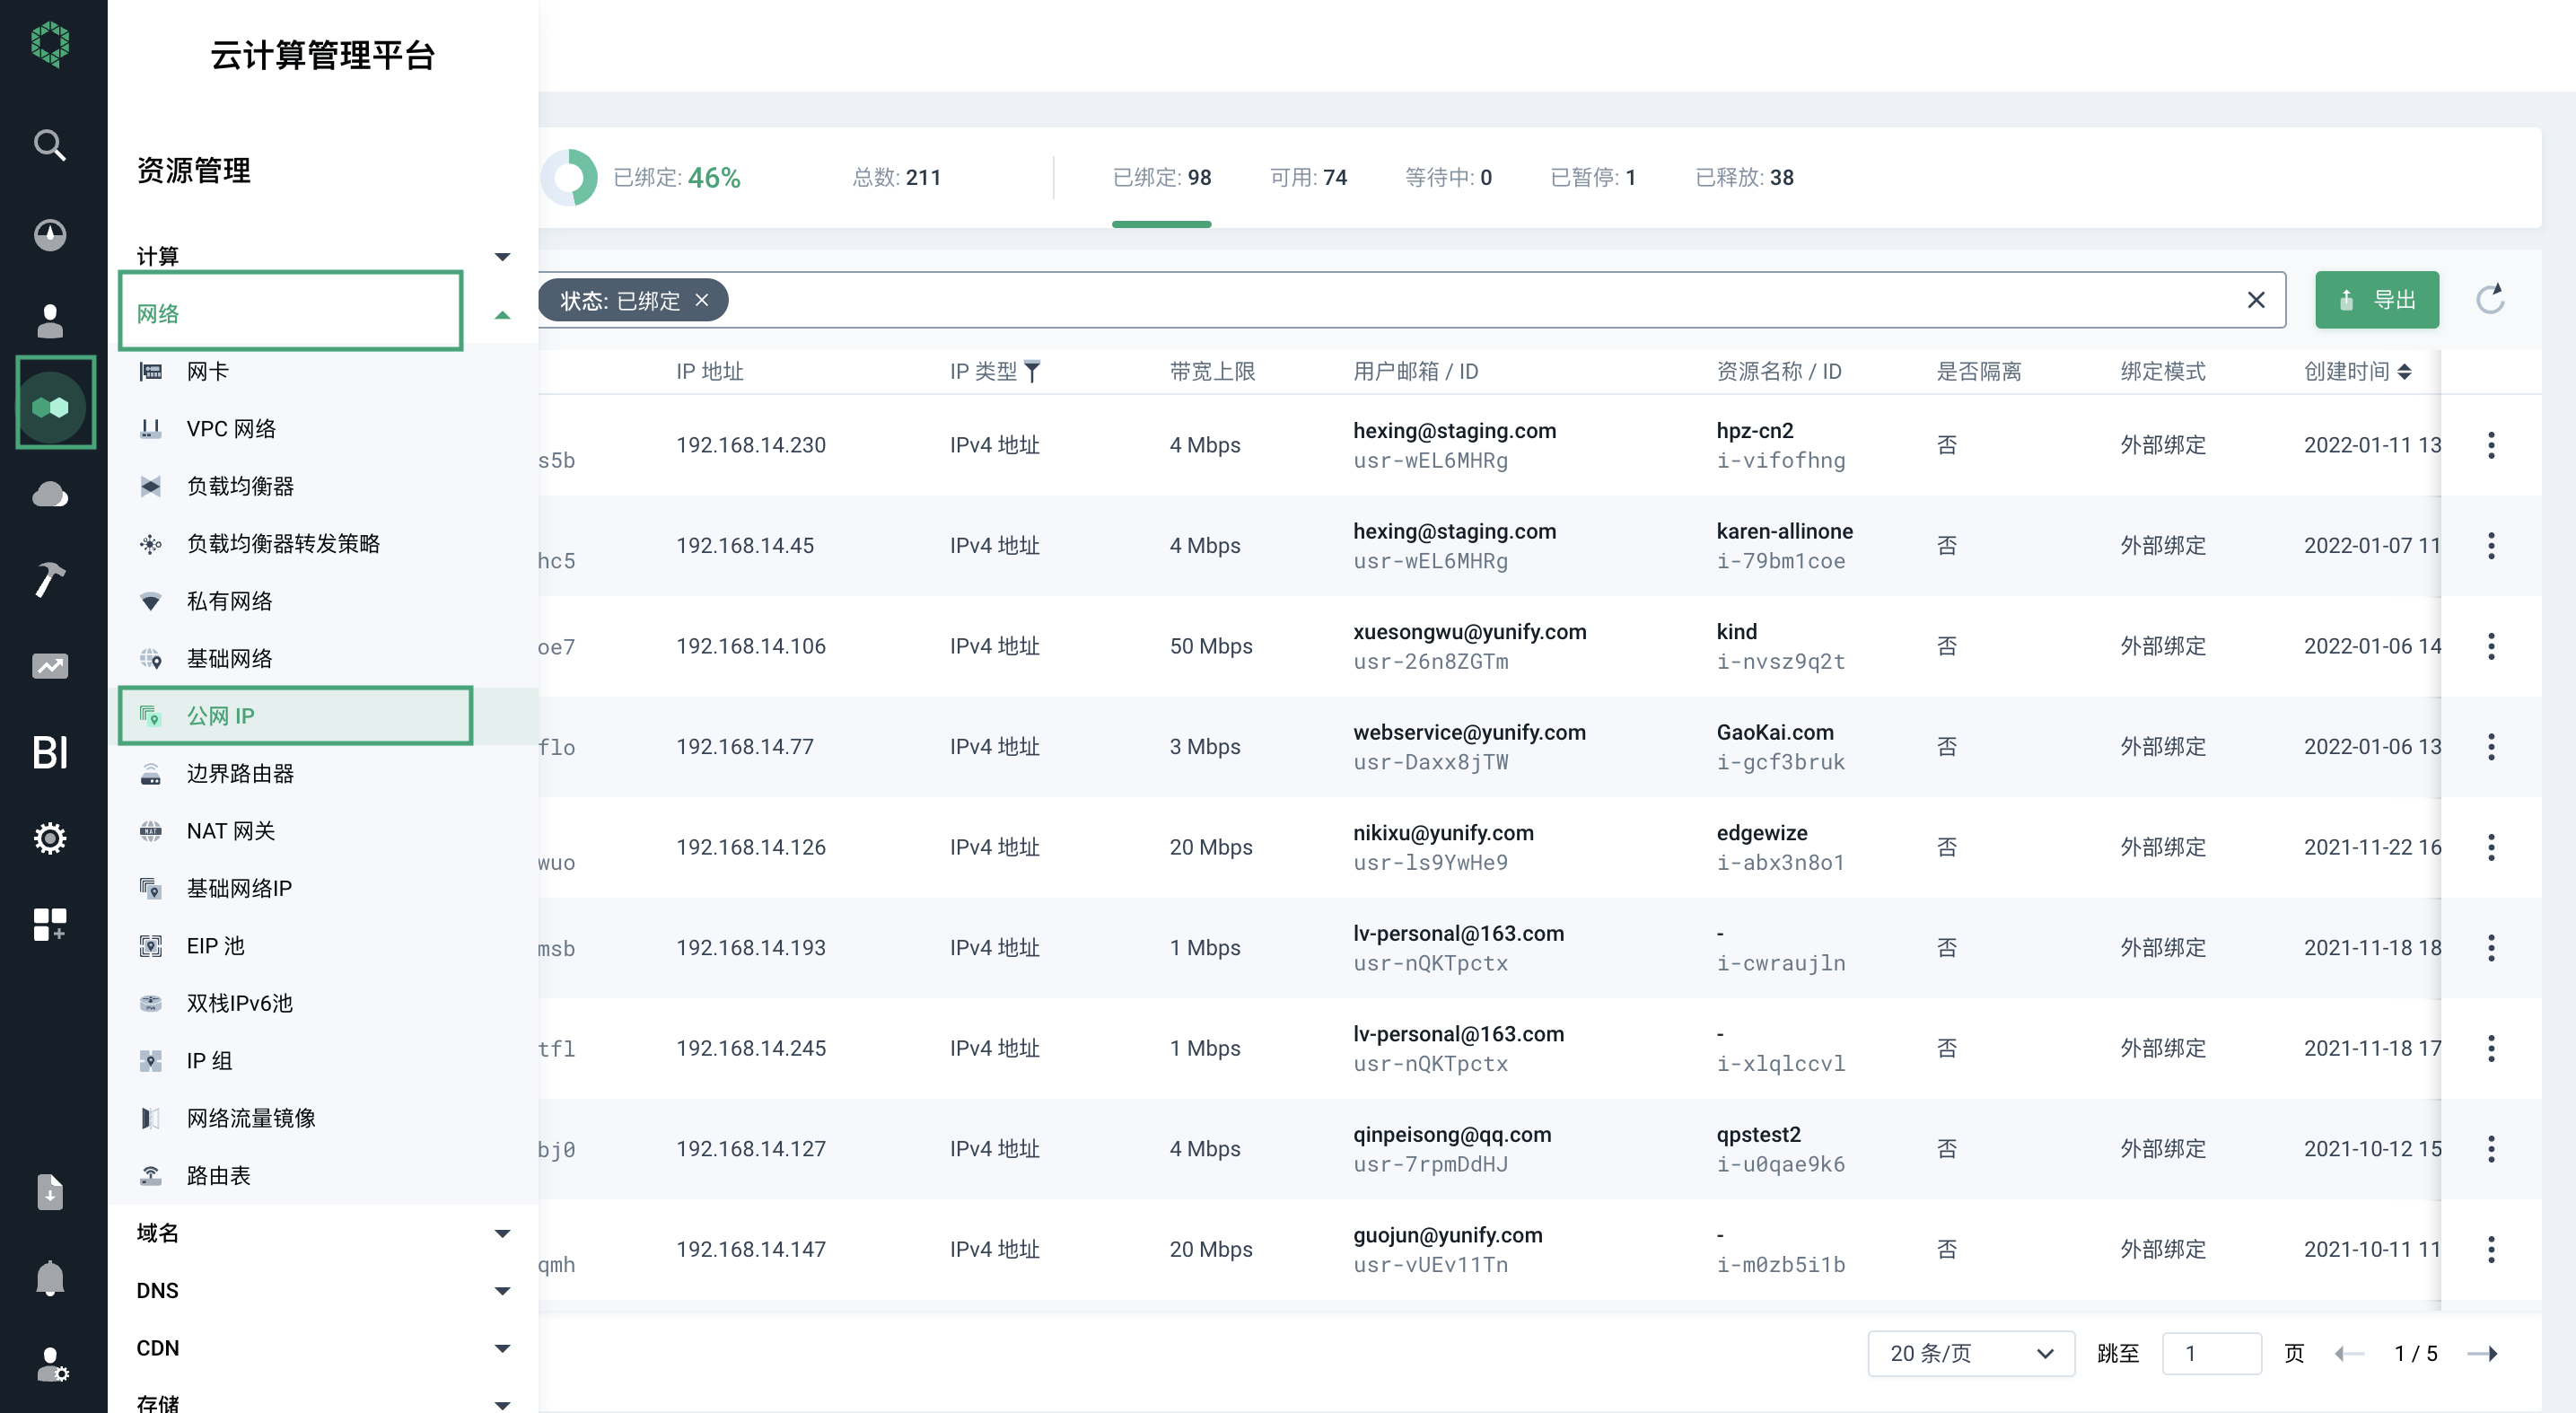 云计算管理平台
资源管理
计算
网络
网卡
VPC 网络
负载均衡器
负载均衡器转发策略
私有网络
基础网络
公网 IP
边界路由器
NAT 网关
基础网络IP
EIP 池
双栈IPv6池
IP 组
网络流量镜像
路由表
域名
DNS
CDN
存储
BI
已绑定: 46% 总数: 211 已绑定: 98 可用: 74 等待中: 0 已暂停: 1 已释放: 38
状态: 已绑定
导出
IP 地址 IP 类型 带宽上限 用户邮箱 / ID 资源名称 / ID 是否隔离 绑定模式 创建时间
s5b 192.168.14.230 IPv4 地址 4 Mbps hexing@staging.com usr-wEL6MHRg hpz-cn2 i-vifofhng 否 外部绑定 2022-01-11 13
hc5 192.168.14.45 IPv4 地址 4 Mbps hexing@staging.com usr-wEL6MHRg karen-allinone i-79bm1coe 否 外部绑定 2022-01-07 11
oe7 192.168.14.106 IPv4 地址 50 Mbps xuesongwu@yunify.com usr-26n8ZGTm kind i-nvsz9q2t 否 外部绑定 2022-01-06 14
flo 192.168.14.77 IPv4 地址 3 Mbps webservice@yunify.com usr-Daxx8jTW GaoKai.com i-gcf3bruk 否 外部绑定 2022-01-06 13
wuo 192.168.14.126 IPv4 地址 20 Mbps nikixu@yunify.com usr-ls9YwHe9 edgewize i-abx3n8o1 否 外部绑定 2021-11-22 16
msb 192.168.14.193 IPv4 地址 1 Mbps lv-personal@163.com usr-nQKTpctx - i-cwraujln 否 外部绑定 2021-11-18 18
tfl 192.168.14.245 IPv4 地址 1 Mbps lv-personal@163.com usr-nQKTpctx - i-xlqlccvl 否 外部绑定 2021-11-18 17
bj0 192.168.14.127 IPv4 地址 4 Mbps qinpeisong@qq.com usr-7rpmDdHJ qpstest2 i-u0qae9k6 否 外部绑定 2021-10-12 15
qmh 192.168.14.147 IPv4 地址 20 Mbps guojun@yunify.com usr-vUEv11Tn - i-m0zb5i1b 否 外部绑定 2021-10-11 11
20 条/页 跳至 1 页 1 / 5